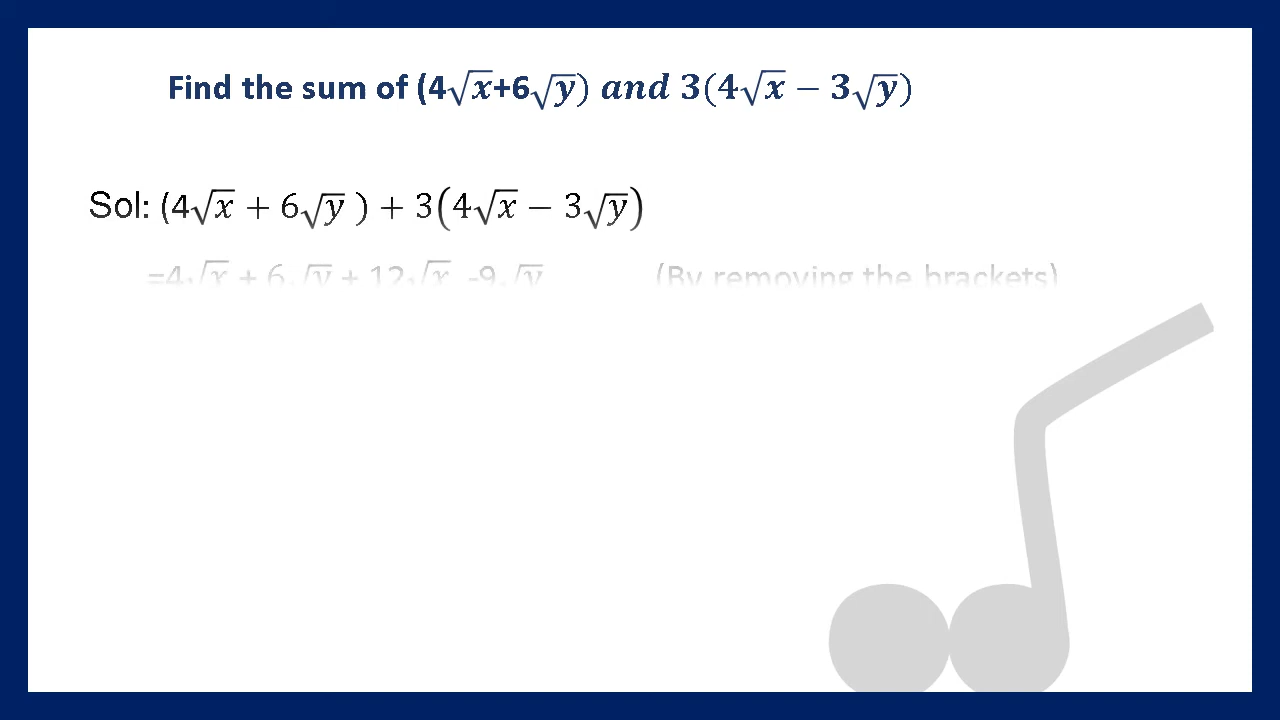 Find the sum of (4√x+6√y) and 3(4√x − 3√y)
Sol: (4√x + 6√y ) + 3(4√x − 3√y)
=4√x + 6√y + 12√x -9√y (By removing the brackets)